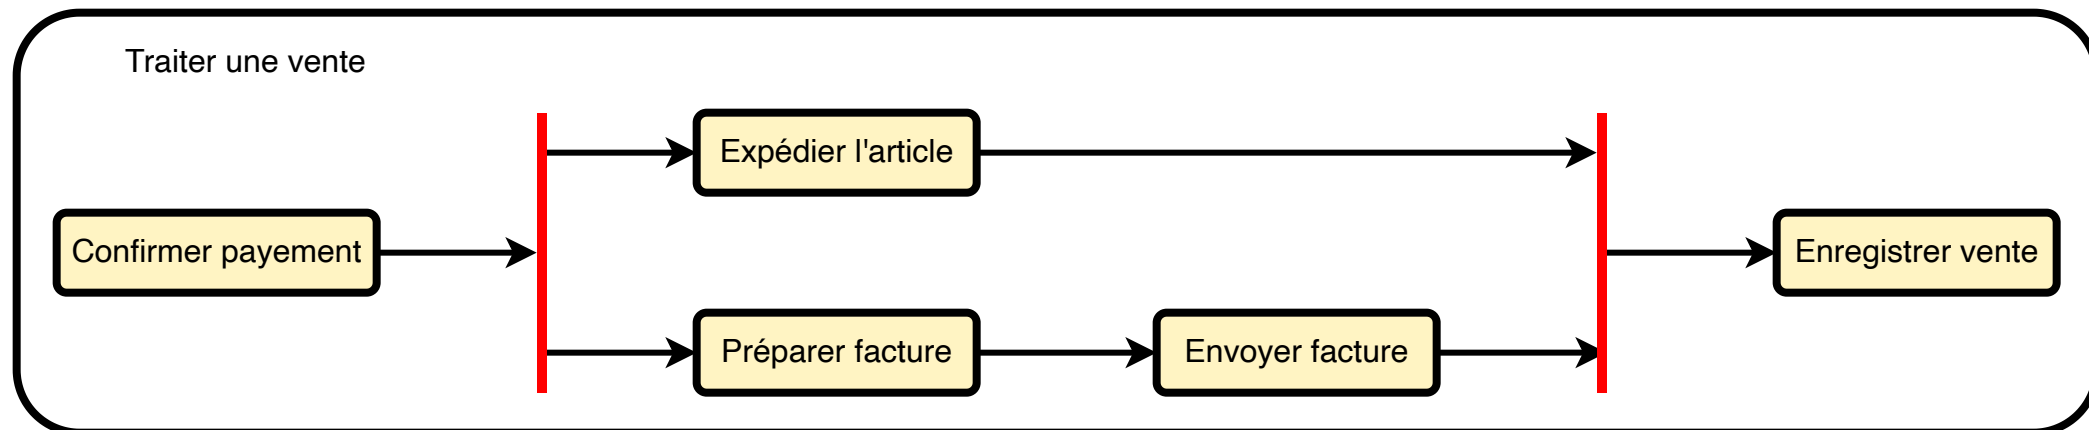 Traiter une vente
Expédier l'article
Confirmer payement
Enregistrer vente
Préparer facture
Envoyer facture